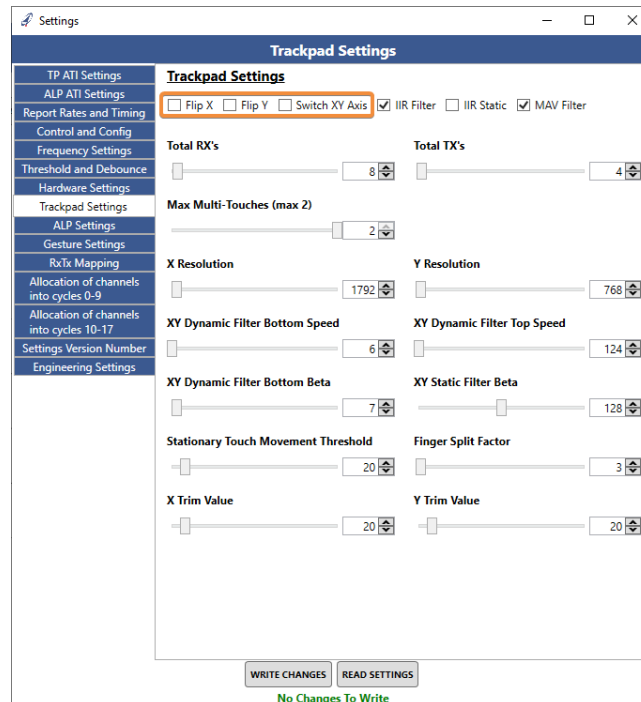 Settings
Trackpad Settings
TP ATI Settings
ALP ATI Settings
Report Rates and Timing
Control and Config
Frequency Settings
Threshold and Debounce
Hardware Settings
Trackpad Settings
ALP Settings
Gesture Settings
RxTx Mapping
Allocation of channels
into cycles 0-9
Allocation of channels
into cycles 10-17
Settings Version Number
Engineering Settings
Trackpad Settings
Flip X Flip Y Switch XY Axis IIR Filter IIR Static MAV Filter
Total RX's Total TX's
8 4
Max Multi-Touches (max 2)
2
X Resolution Y Resolution
1792 768
XY Dynamic Filter Bottom Speed XY Dynamic Filter Top Speed
6 124
XY Dynamic Filter Bottom Beta XY Static Filter Beta
7 128
Stationary Touch Movement Threshold Finger Split Factor
20 3
X Trim Value Y Trim Value
20 20
WRITE CHANGES READ SETTINGS
No Changes To Write